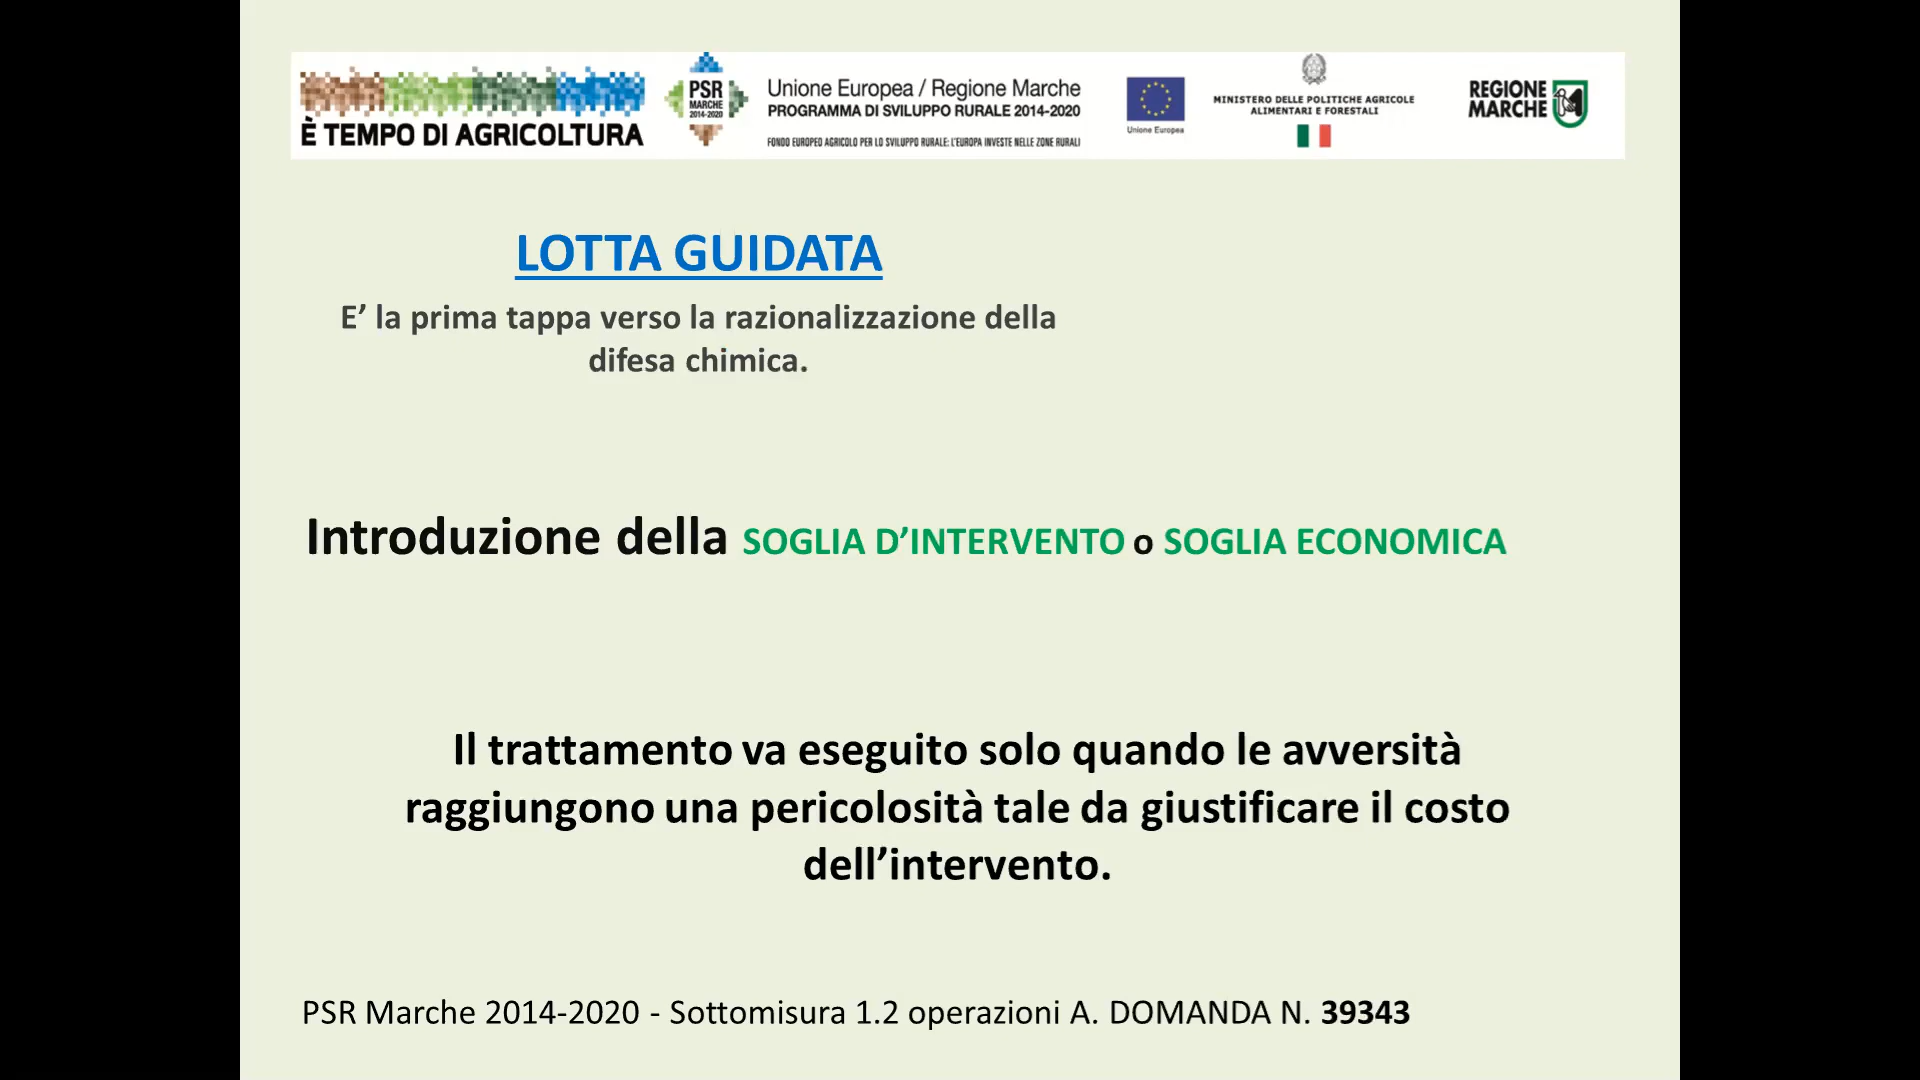 È TEMPO DI AGRICOLTURA
PSR
MARCHE
2014-2020
Unione Europea / Regione Marche
PROGRAMMA DI SVILUPPO RURALE 2014-2020
FONDO EUROPEO AGRICOLO PER LO SVILUPPO RURALE: L'EUROPA INVESTE NELLE ZONE RURALI
Unione Europea
MINISTERO DELLE POLITICHE AGRICOLE
ALIMENTARI E FORESTALI
REGIONE
MARCHE
LOTTA GUIDATA
E’ la prima tappa verso la razionalizzazione della
difesa chimica.
Introduzione della SOGLIA D’INTERVENTO o SOGLIA ECONOMICA
Il trattamento va eseguito solo quando le avversità
raggiungono una pericolosità tale da giustificare il costo
dell’intervento.
PSR Marche 2014-2020 - Sottomisura 1.2 operazioni A. DOMANDA N. 39343